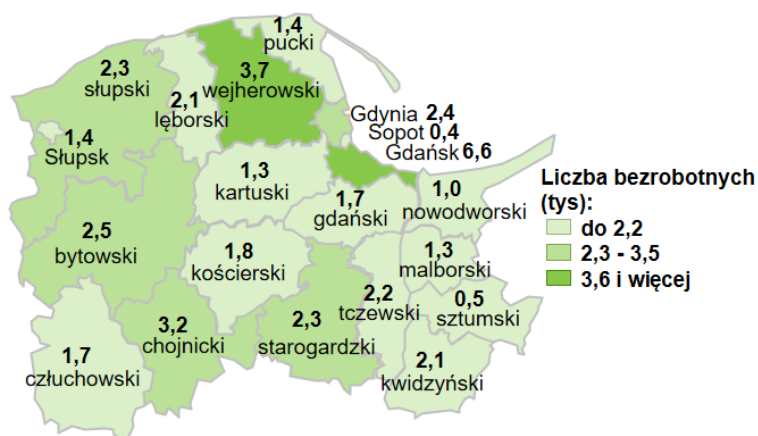 1,4
pucki
2,3
słupski
3,7
wejherowski
2,1
lęborski
Gdynia 2,4
Sopot 0,4
Gdańsk 6,6
1,4
Słupsk
1,3
kartuski
1,7
gdański
1,0
nowodworski
Liczba bezrobotnych
(tys):
do 2,2
2,3 - 3,5
3,6 i więcej
2,5
bytowski
1,8
kościerski
1,3
malborski
2,2
tczewski
0,5
sztumski
3,2
chojnicki
2,3
starogardzki
1,7
człuchowski
2,1
kwidzyński